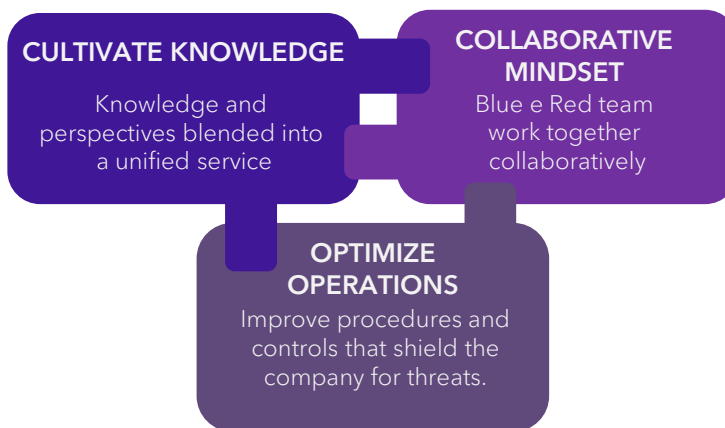 CULTIVATE KNOWLEDGE
Knowledge and
perspectives blended into
a unified service
COLLABORATIVE
MINDSET
Blue e Red team
work together
collaboratively
OPTIMIZE
OPERATIONS
Improve procedures and
controls that shield the
company for threats.